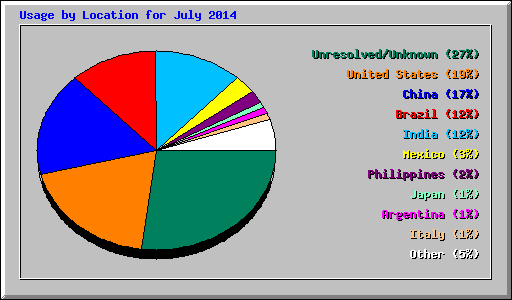 Usage by Location for July 2014
Unresolved/Unknown (27%)
United States (19%)
China (17%)
Brazil (12%)
India (12%)
Mexico (3%)
Philippines (2%)
Japan (1%)
Argentina (1%)
Italy (1%)
Other (5%)